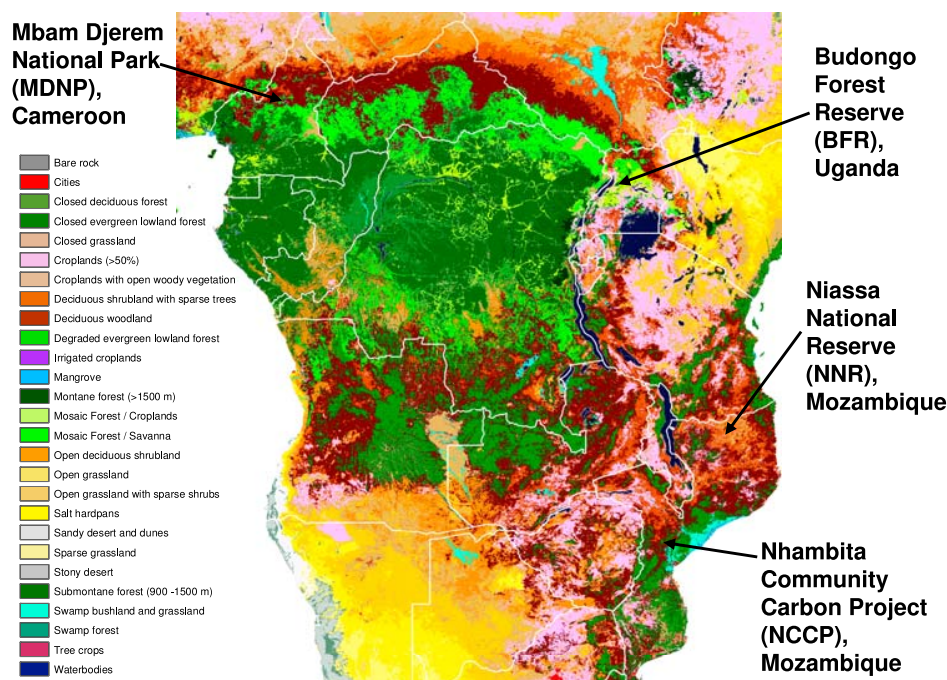 Mbam Djerem
National Park
(MDNP),
Cameroon
Budongo
Forest
Reserve
(BFR),
Uganda
Bare rock
Cities
Closed deciduous forest
Closed evergreen lowland forest
Closed grassland
Croplands (>50%)
Croplands with open woody vegetation
Deciduous shrubland with sparse trees
Deciduous woodland
Degraded evergreen lowland forest
Irrigated croplands
Mangrove
Montane forest (>1500 m)
Mosaic Forest / Croplands
Mosaic Forest / Savanna
Open deciduous shrubland
Open grassland
Open grassland with sparse shrubs
Salt hardpans
Sandy desert and dunes
Sparse grassland
Stony desert
Submontane forest (900 -1500 m)
Swamp bushland and grassland
Swamp forest
Tree crops
Waterbodies
Niassa
National
Reserve
(NNR),
Mozambique
Nhambita
Community
Carbon Project
(NCCP),
Mozambique